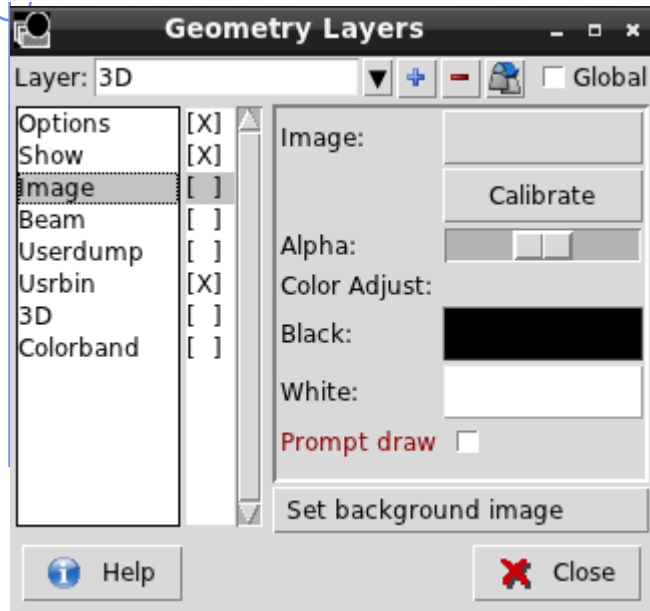 Geometry Layers
Layer: 3D Global
Options [X]
Show [X]
Image [ ]
Beam [ ]
Userdump [ ]
Usrbin [X]
3D [ ]
Colorband [ ]
Image:
Calibrate
Alpha:
Color Adjust:
Black:
White:
Prompt draw
Set background image
Help
Close